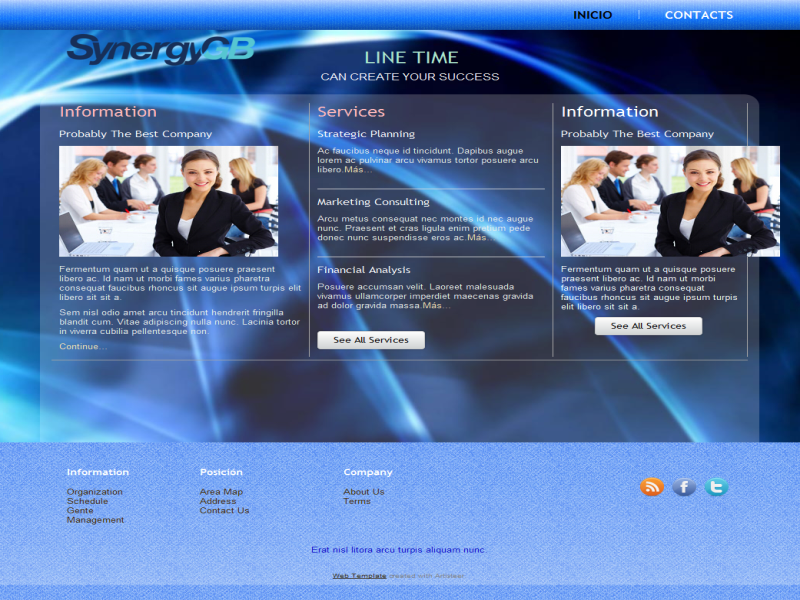 INICIO | CONTACTS
SynergyGB
LINE TIME
CAN CREATE YOUR SUCCESS
Information
Probably The Best Company
Fermentum quam ut a quisque posuere praesent
libero ac. Id nam ut morbi fames varius pharetra
consequat faucibus rhoncus sit augue ipsum turpis elit
libero sit sit a.
Sem nisl odio amet arcu tincidunt hendrerit fringilla
blandit cum. Vitae adipiscing nulla nunc. Lacinia tortor
in viverra cubilia pellentesque non.
Continue...
Services
Strategic Planning
Ac faucibus neque id tincidunt. Dapibus augue
lorem ac pulvinar arcu vivamus tortor posuere arcu
libero.Más...
Marketing Consulting
Arcu metus consequat nec montes id nec augue
nunc. Praesent et cras ligula enim pretium pede
donec nunc suspendisse eros ac.Más...
Financial Analysis
Posuere accumsan velit. Laoreet malesuada
vivamus ullamcorper imperdiet maecenas gravida
ad dolor gravida massa.Más...
See All Services
Information
Probably The Best Company
Fermentum quam ut a quisque posuere
praesent libero ac. Id nam ut morbi
fames varius pharetra consequat
faucibus rhoncus sit augue ipsum turpis
elit libero sit sit a.
See All Services
Information
Organization
Schedule
Gente
Management
Posición
Area Map
Address
Contact Us
Company
About Us
Terms
Erat nisl litora arcu turpis aliquam nunc.
Web Template created with Artisteer.